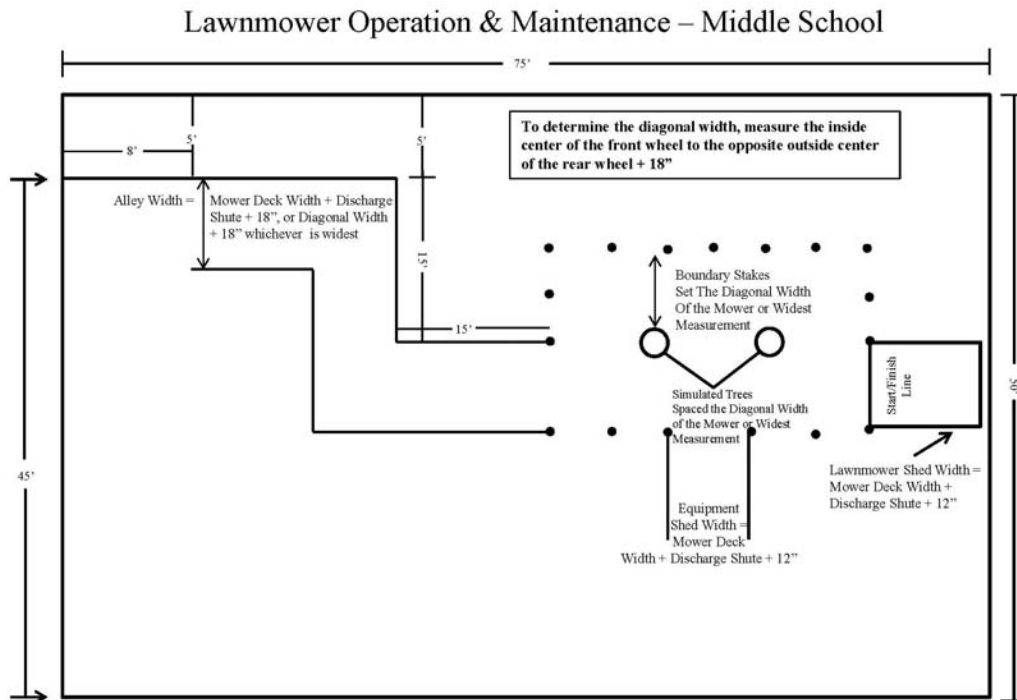 Lawnmower Operation & Maintenance – Middle School
75’
To determine the diagonal width, measure the inside
center of the front wheel to the opposite outside center
of the rear wheel + 18”
5’
5’
8’
Alley Width =
Mower Deck Width + Discharge
Shute + 18”, or Diagonal Width
+ 18” whichever is widest
15’
15’
Boundary Stakes
Set The Diagonal Width
Of the Mower or Widest
Measurement
Simulated Trees
Spaced the Diagonal Width
of the Mower or Widest
Measurement
Start/Finish
Line
50’
45’
Lawnmower Shed Width =
Mower Deck Width +
Discharge Shute + 12”
Equipment
Shed Width =
Mower Deck
Width + Discharge Shute + 12”